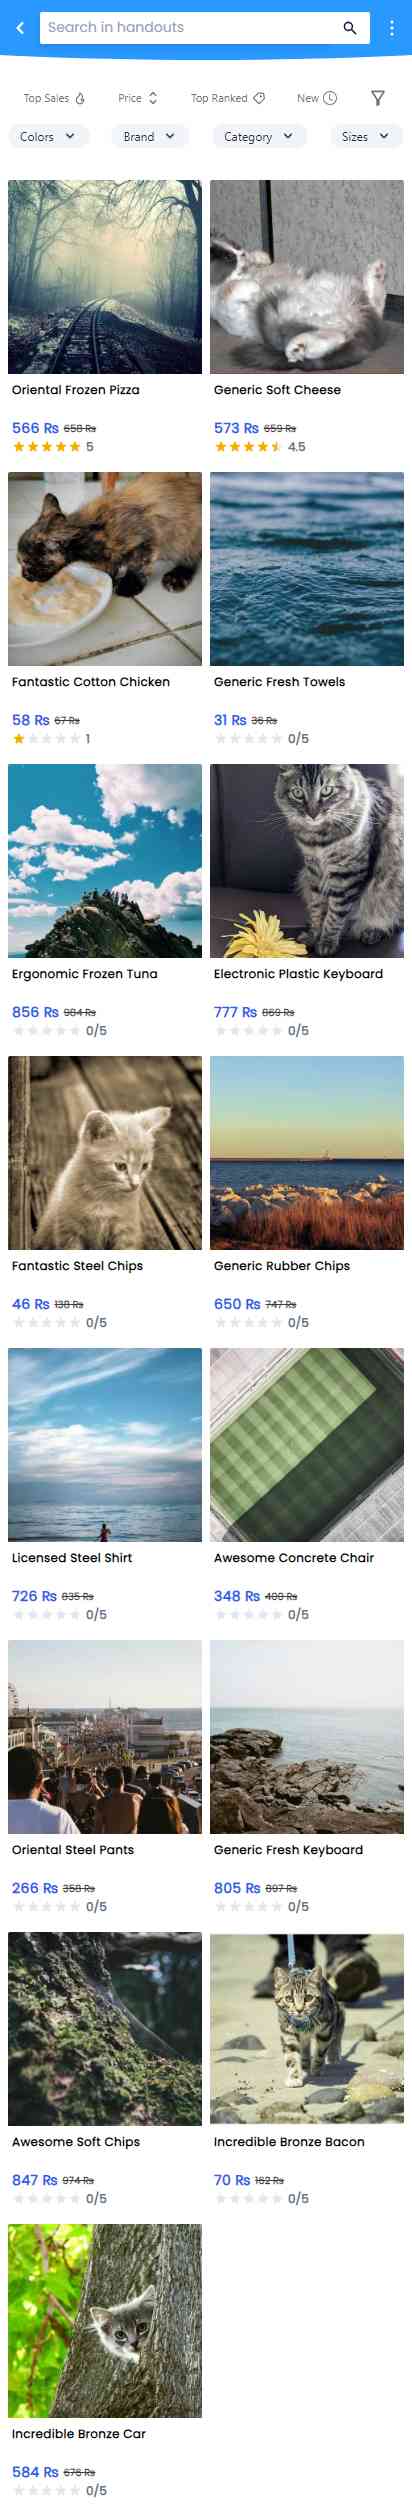 Search in handouts
Top Sales Price Top Ranked New
Colors Brand Category Sizes
Oriental Frozen Pizza
566 Rs 658 Rs
5
Generic Soft Cheese
573 Rs 659 Rs
4.5
Fantastic Cotton Chicken
58 Rs 67 Rs
1
Generic Fresh Towels
31 Rs 36 Rs
0/5
Ergonomic Frozen Tuna
856 Rs 984 Rs
0/5
Electronic Plastic Keyboard
777 Rs 869 Rs
0/5
Fantastic Steel Chips
46 Rs 138 Rs
0/5
Generic Rubber Chips
650 Rs 747 Rs
0/5
Licensed Steel Shirt
726 Rs 835 Rs
0/5
Awesome Concrete Chair
348 Rs 400 Rs
0/5
Oriental Steel Pants
266 Rs 358 Rs
0/5
Generic Fresh Keyboard
805 Rs 897 Rs
0/5
Awesome Soft Chips
847 Rs 974 Rs
0/5
Incredible Bronze Bacon
70 Rs 162 Rs
0/5
Incredible Bronze Car
584 Rs 676 Rs
0/5